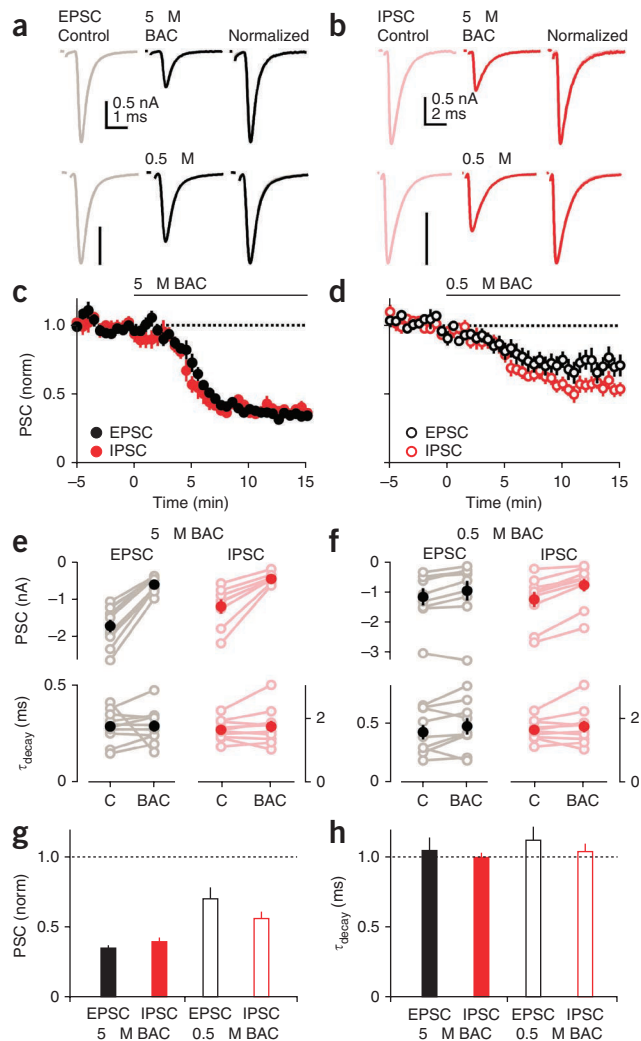 a
EPSC 5 M
Control BAC Normalized
0.5 nA
1 ms
0.5 M
b
IPSC 5 M
Control BAC Normalized
0.5 nA
2 ms
0.5 M
c
5 M BAC
1.0
0.5
0
PSC (norm)
EPSC
IPSC
–5 0 5 10 15
Time (min)
d
0.5 M BAC
EPSC
IPSC
–5 0 5 10 15
Time (min)
e
5 M BAC
EPSC IPSC
0
–1
–2
PSC (nA)
0.5
0
τdecay (ms)
2
0
C BAC C BAC
f
0.5 M BAC
EPSC IPSC
0
–1
–2
–3
0.5
0
2
0
C BAC C BAC
g
1.0
0.5
0
PSC (norm)
EPSC IPSC EPSC IPSC
5 M BAC 0.5 M BAC
h
1.0
0.5
0
τdecay (ms)
EPSC IPSC EPSC IPSC
5 M BAC 0.5 M BAC